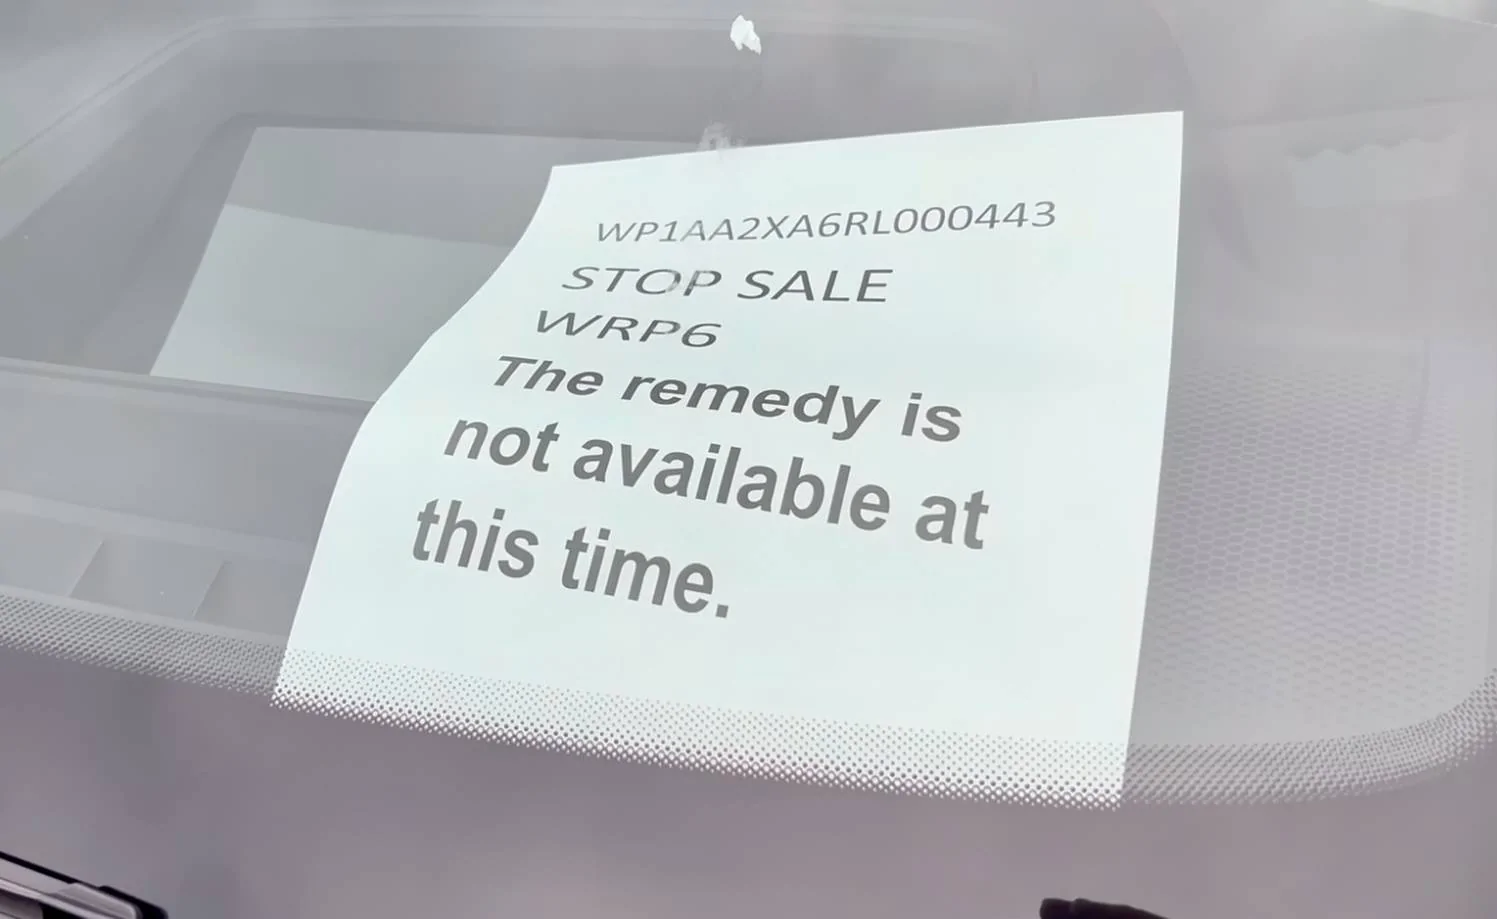 WP1AA2XA6RL000443
STOP SALE
WRP6
The remedy is
not available at
this time.